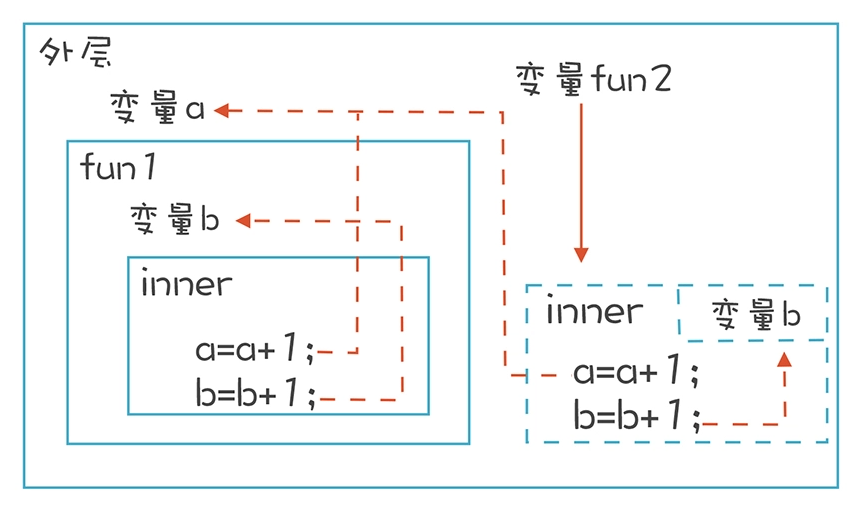 外层
变量a
变量fun2
fun1
变量b
inner
a=a+1;
b=b+1;
inner
变量b
a=a+1;
b=b+1;